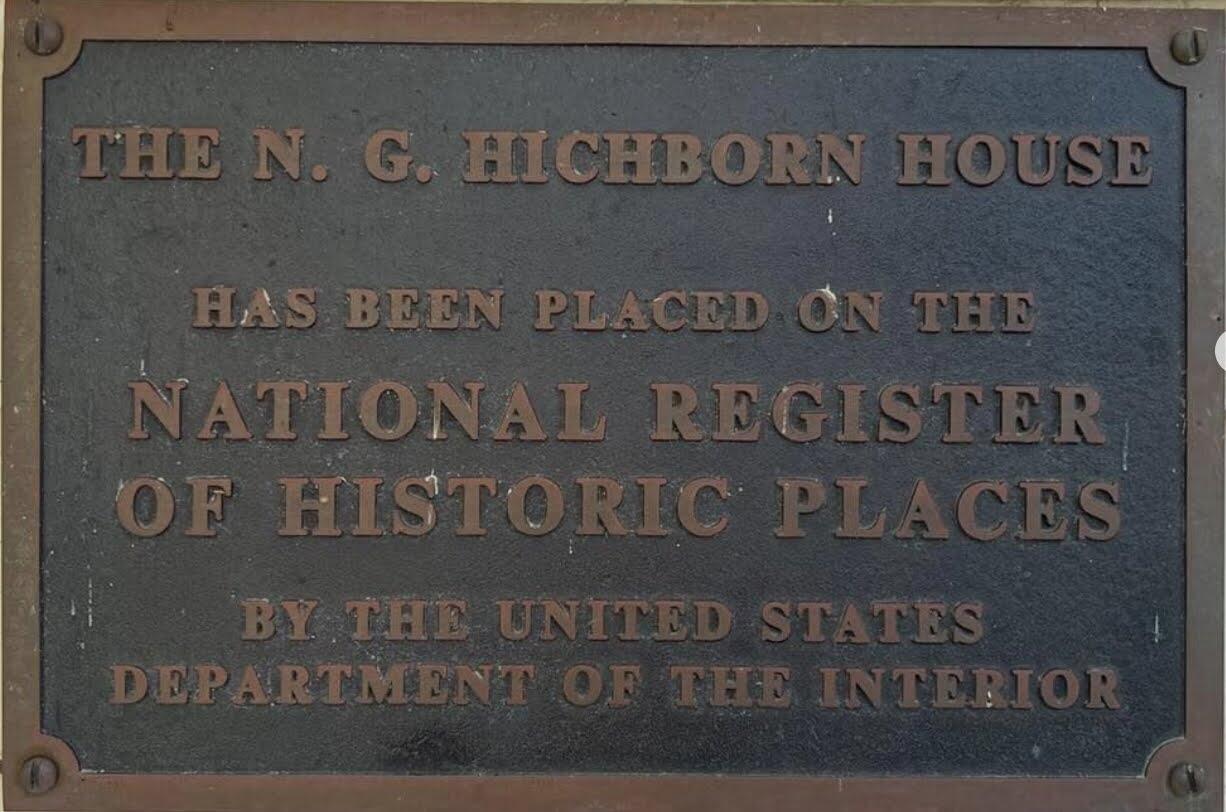 THE N. G. HICHBORN HOUSE
HAS BEEN PLACED ON THE
NATIONAL REGISTER
OF HISTORIC PLACES
BY THE UNITED STATES
DEPARTMENT OF THE INTERIOR